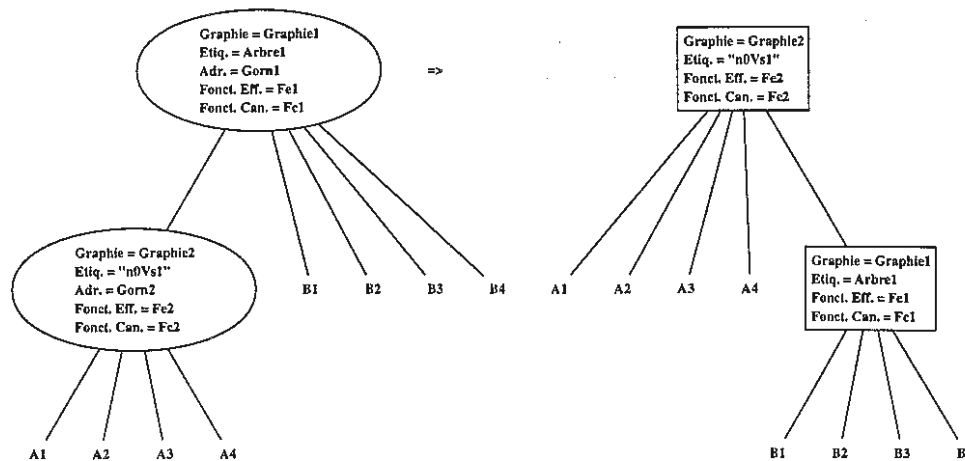 Graphie = Graphie1
Etiq. = Arbre1
Adr. = Gorn1
Fonct. Eff. = Fe1
Fonct. Can. = Fc1
=>
Graphie = Graphie2
Etiq. = "n0Vs1"
Fonct. Eff. = Fe2
Fonct. Can. = Fc2
Graphie = Graphie2
Etiq. = "n0Vs1"
Adr. = Gorn2
Fonct. Eff. = Fe2
Fonct. Can. = Fc2
B1 B2 B3 B4
A1 A2 A3 A4
Graphie = Graphie1
Etiq. = Arbre1
Fonct. Eff. = Fe1
Fonct. Can. = Fc1
A1 A2 A3 A4
B1 B2 B3 B